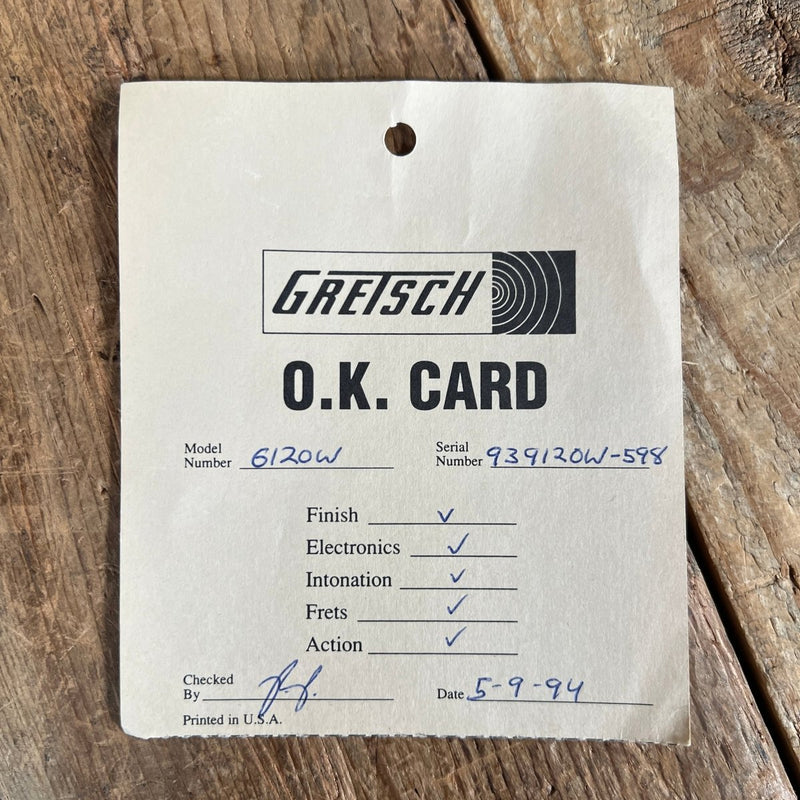 GRETSCH
O.K. CARD
Model Number 6120W Serial Number 939120W-598
Finish ✓
Electronics ✓
Intonation ✓
Frets ✓
Action ✓
Checked By Date 5-9-94
Printed in U.S.A.